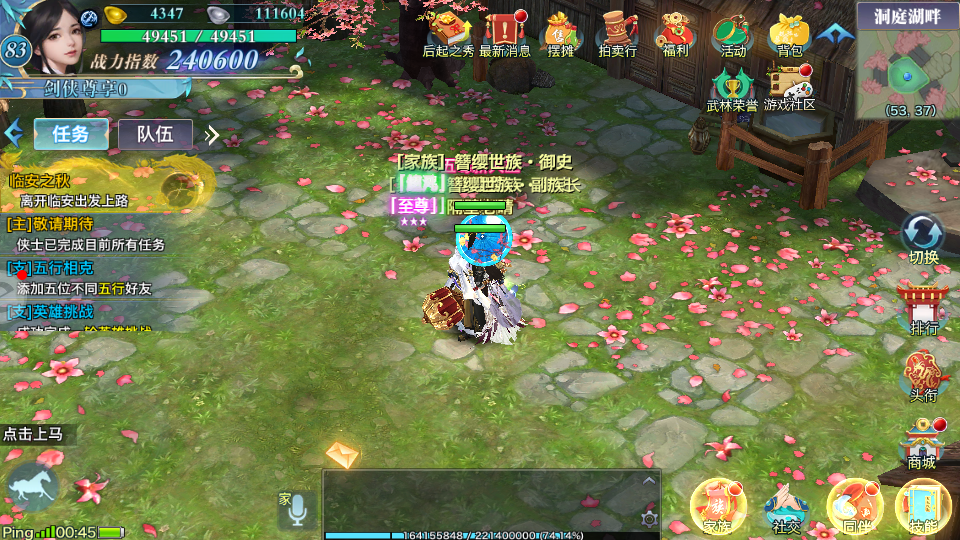 4347 111604
83
49451 / 49451
战力指数 240600
剑侠尊享0
后起之秀 最新消息 摆摊 拍卖行 福利 活动 背包
武林荣誉 游戏社区
洞庭湖畔
(53, 37)
任务 队伍
临安之秋
离开临安出发上路
[主]敬请期待
侠士已完成目前所有任务
[支]五行相克
添加五位不同五行好友
[支]英雄挑战
[家族] 簪缨世族·御史
副族长
[至尊]
切换
排行
头衔
商城
点击上马
家
家族 社交 同伴 技能
Ping 00:45
164155848 / 221400000 (74.14%)